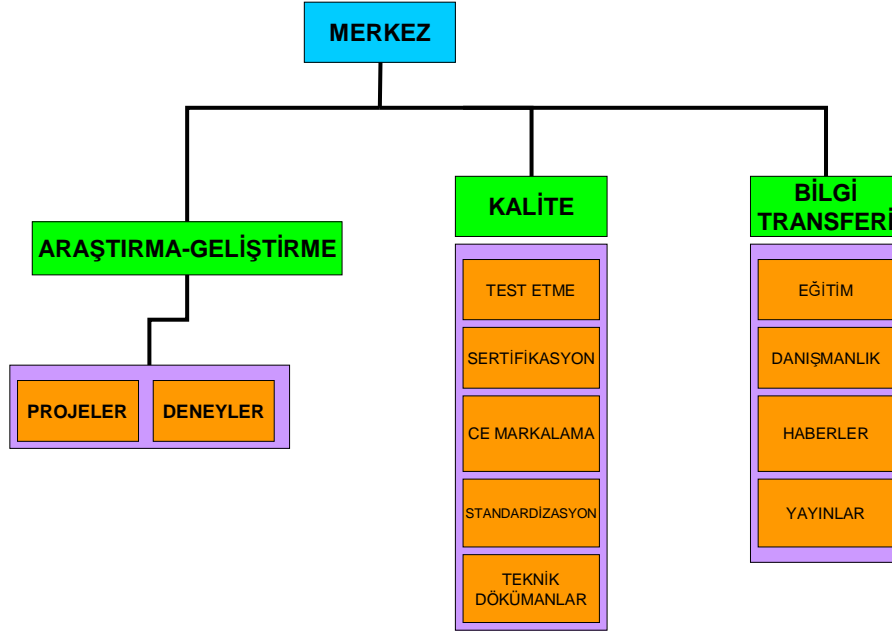 MERKEZ
ARAŞTIRMA-GELİŞTİRME
PROJELER
DENEYLER
KALİTE
TEST ETME
SERTİFİKASYON
CE MARKALAMA
STANDARDİZASYON
TEKNİK
DÖKÜMANLAR
BİLGİ
TRANSFERİ
EĞİTİM
DANIŞMANLIK
HABERLER
YAYINLAR